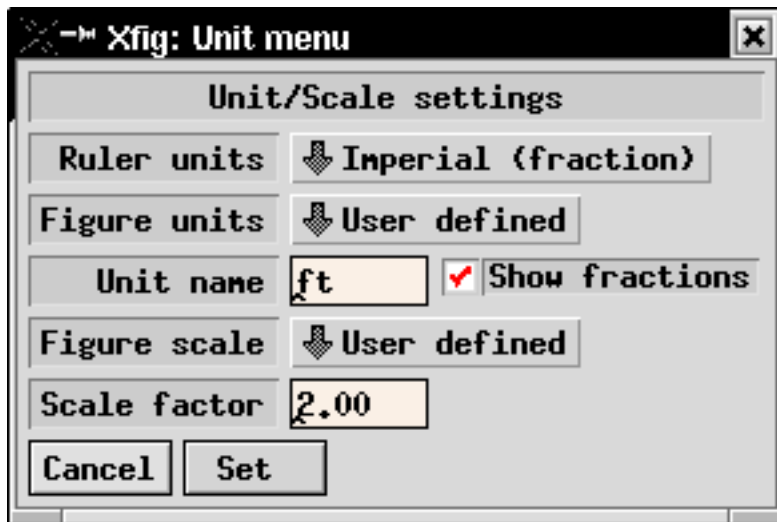 Xfig: Unit menu
Unit/Scale settings
Ruler units Imperial (fraction)
Figure units User defined
Unit name ft Show fractions
Figure scale User defined
Scale factor 2.00
Cancel Set